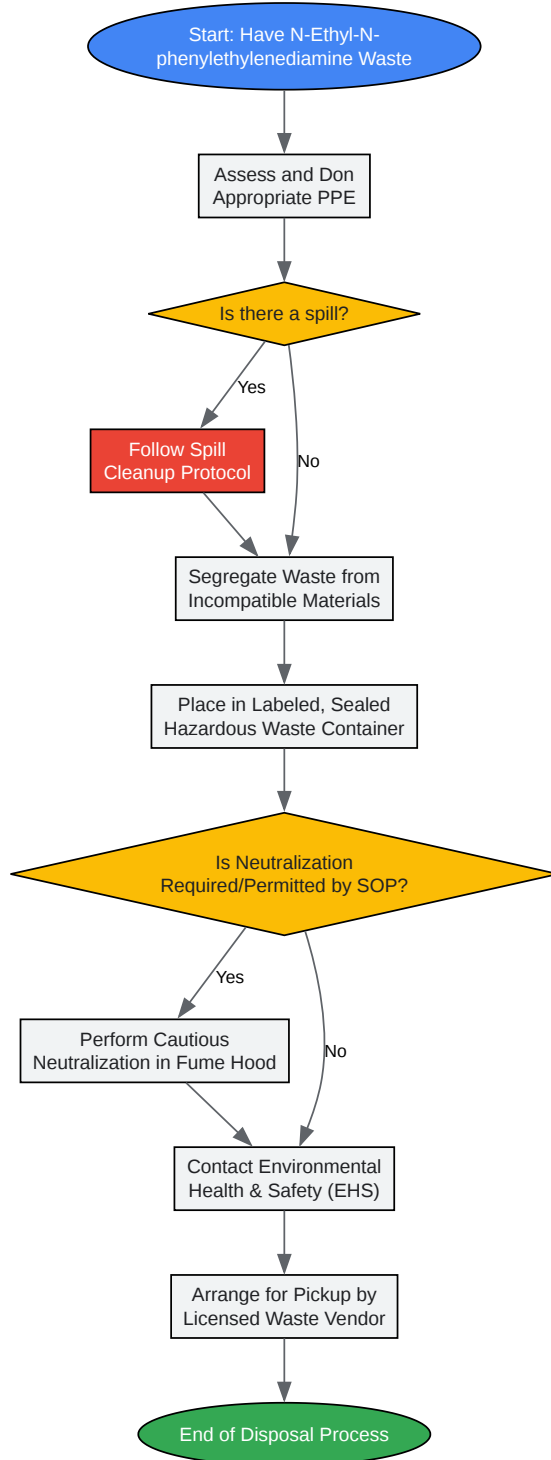 Start: Have N-Ethyl-N-
phenylethylenediamine Waste
Assess and Don
Appropriate PPE
Is there a spill?
Yes
Follow Spill
Cleanup Protocol
No
Segregate Waste from
Incompatible Materials
Place in Labeled, Sealed
Hazardous Waste Container
Is Neutralization
Required/Permitted by SOP?
Yes
Perform Cautious
Neutralization in Fume Hood
No
Contact Environmental
Health & Safety (EHS)
Arrange for Pickup by
Licensed Waste Vendor
End of Disposal Process